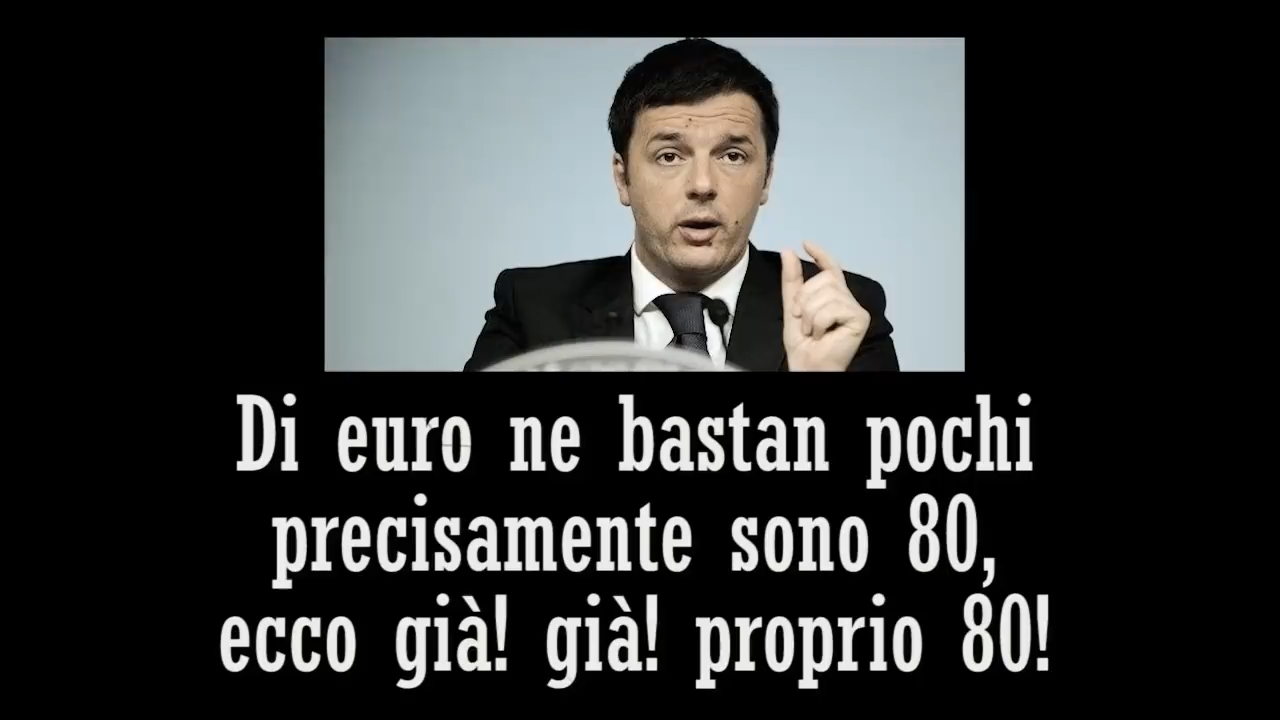 Di euro ne bastan pochi
precisamente sono 80,
ecco già! già! proprio 80!